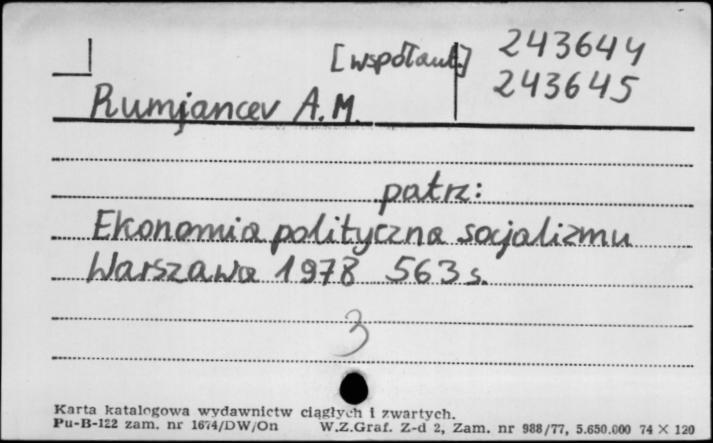 [współaut.] 243644
243645
Rumjancev A.M.
patrz:
Ekonomia polityczna socjalizmu
Warszawa 1978 563 s.
3
Karta katalogowa wydawnictw ciągłych i zwartych.
Pu-B-122 zam. nr 1674/DW/On W.Z.Graf. Z-d 2, Zam. nr 988/77, 5.650.000 74 X 120